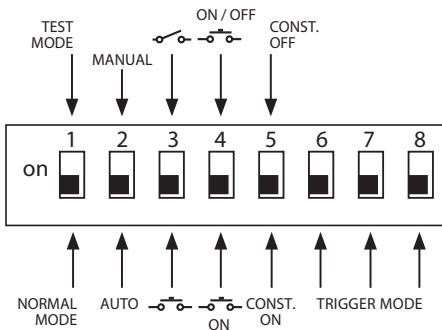 ON / OFF
TEST
MODE
CONST.
OFF
MANUAL
1 2 3 4 5 6 7 8
on
NORMAL
MODE
AUTO
ON
CONST.
ON
TRIGGER MODE